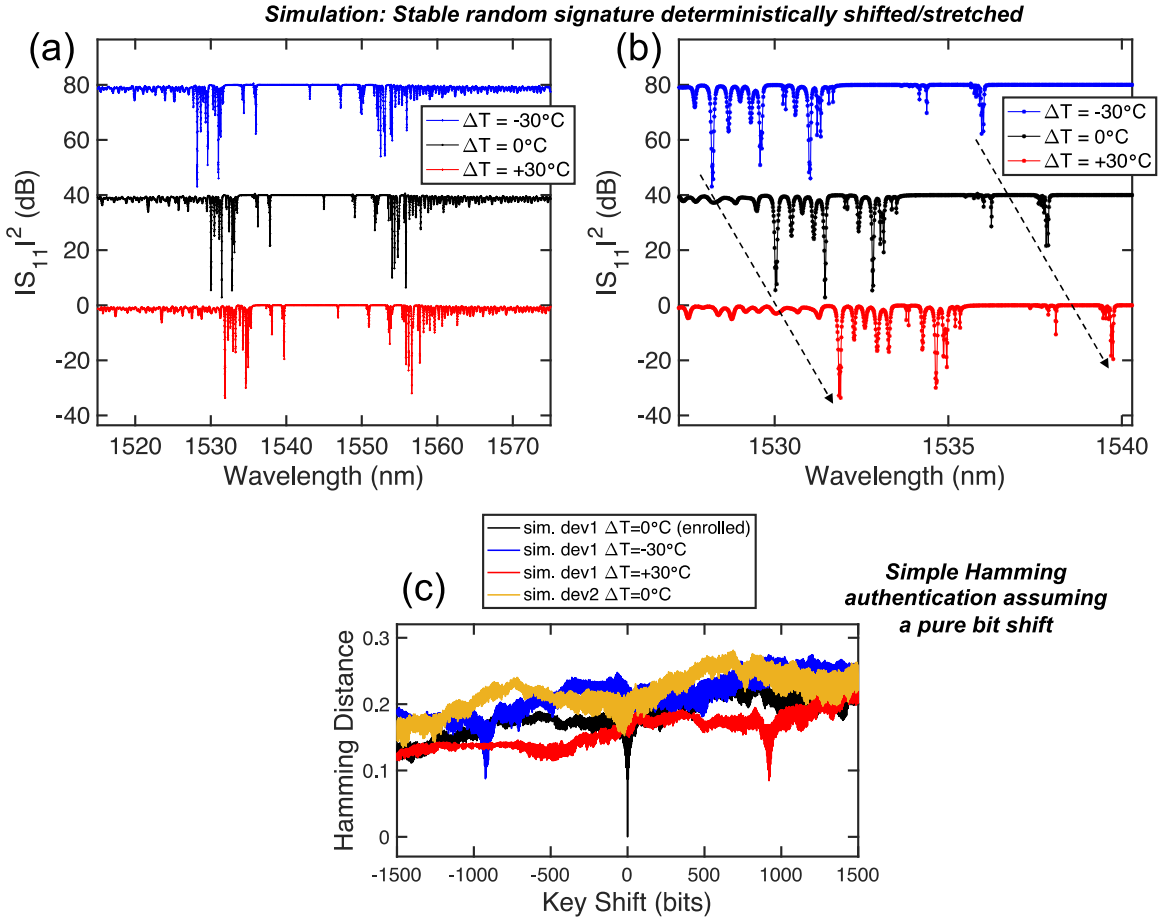 Simulation: Stable random signature deterministically shifted/stretched
(a)
80
60
40
20
0
-20
-40
|S11|² (dB)
1520 1530 1540 1550 1560 1570
Wavelength (nm)
ΔT = -30°C
ΔT = 0°C
ΔT = +30°C
(b)
80
60
40
20
0
-20
-40
|S11|² (dB)
1530 1535 1540
Wavelength (nm)
ΔT = -30°C
ΔT = 0°C
ΔT = +30°C
sim. dev1 ΔT=0°C (enrolled)
sim. dev1 ΔT=-30°C
sim. dev1 ΔT=+30°C
sim. dev2 ΔT=0°C
(c)
Simple Hamming
authentication assuming
a pure bit shift
0.3
0.2
0.1
0
Hamming Distance
-1500 -1000 -500 0 500 1000 1500
Key Shift (bits)